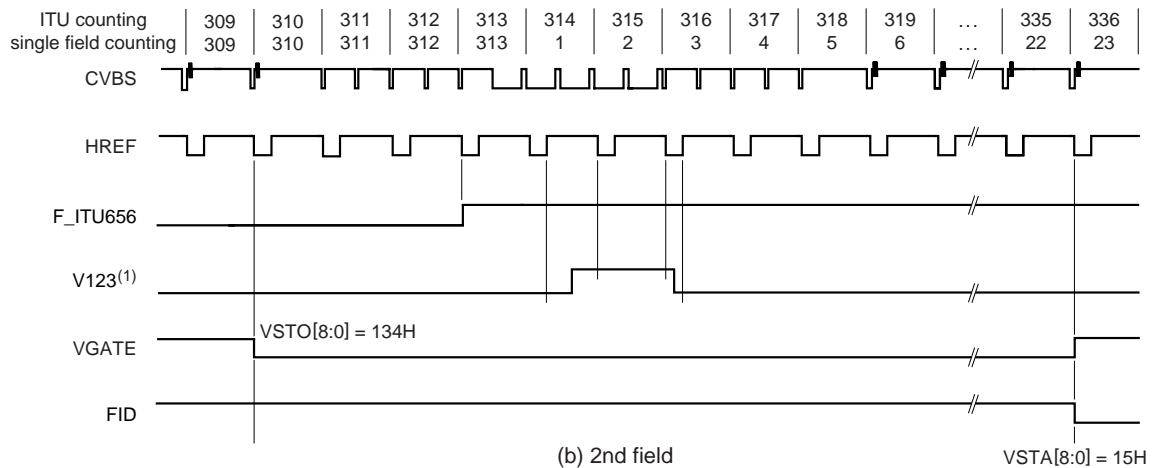 ITU counting 309 310 311 312 313 314 315 316 317 318 319 ... 335 336
single field counting 309 310 311 312 313 1 2 3 4 5 6 ... 22 23
CVBS
HREF
F_ITU656
V123(1)
VSTO[8:0] = 134H
VGATE
FID
(b) 2nd field
VSTA[8:0] = 15H